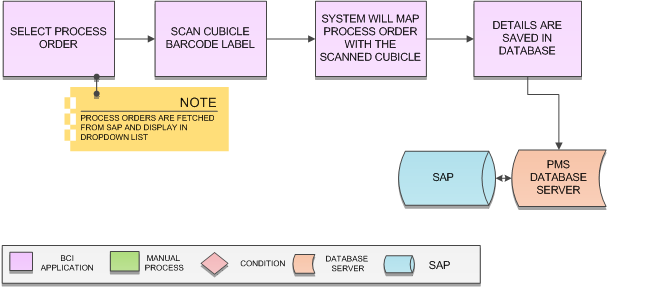 SELECT PROCESS
ORDER
SCAN CUBICLE
BARCODE LABEL
SYSTEM WILL MAP
PROCESS ORDER
WITH THE
SCANNED CUBICLE
DETAILS ARE
SAVED IN
DATABASE
NOTE
PROCESS ORDERS ARE FETCHED
FROM SAP AND DISPLAY IN
DROPDOWN LIST
SAP
PMS
DATABASE
SERVER
BCI
APPLICATION
MANUAL
PROCESS
CONDITION
DATABASE
SERVER
SAP